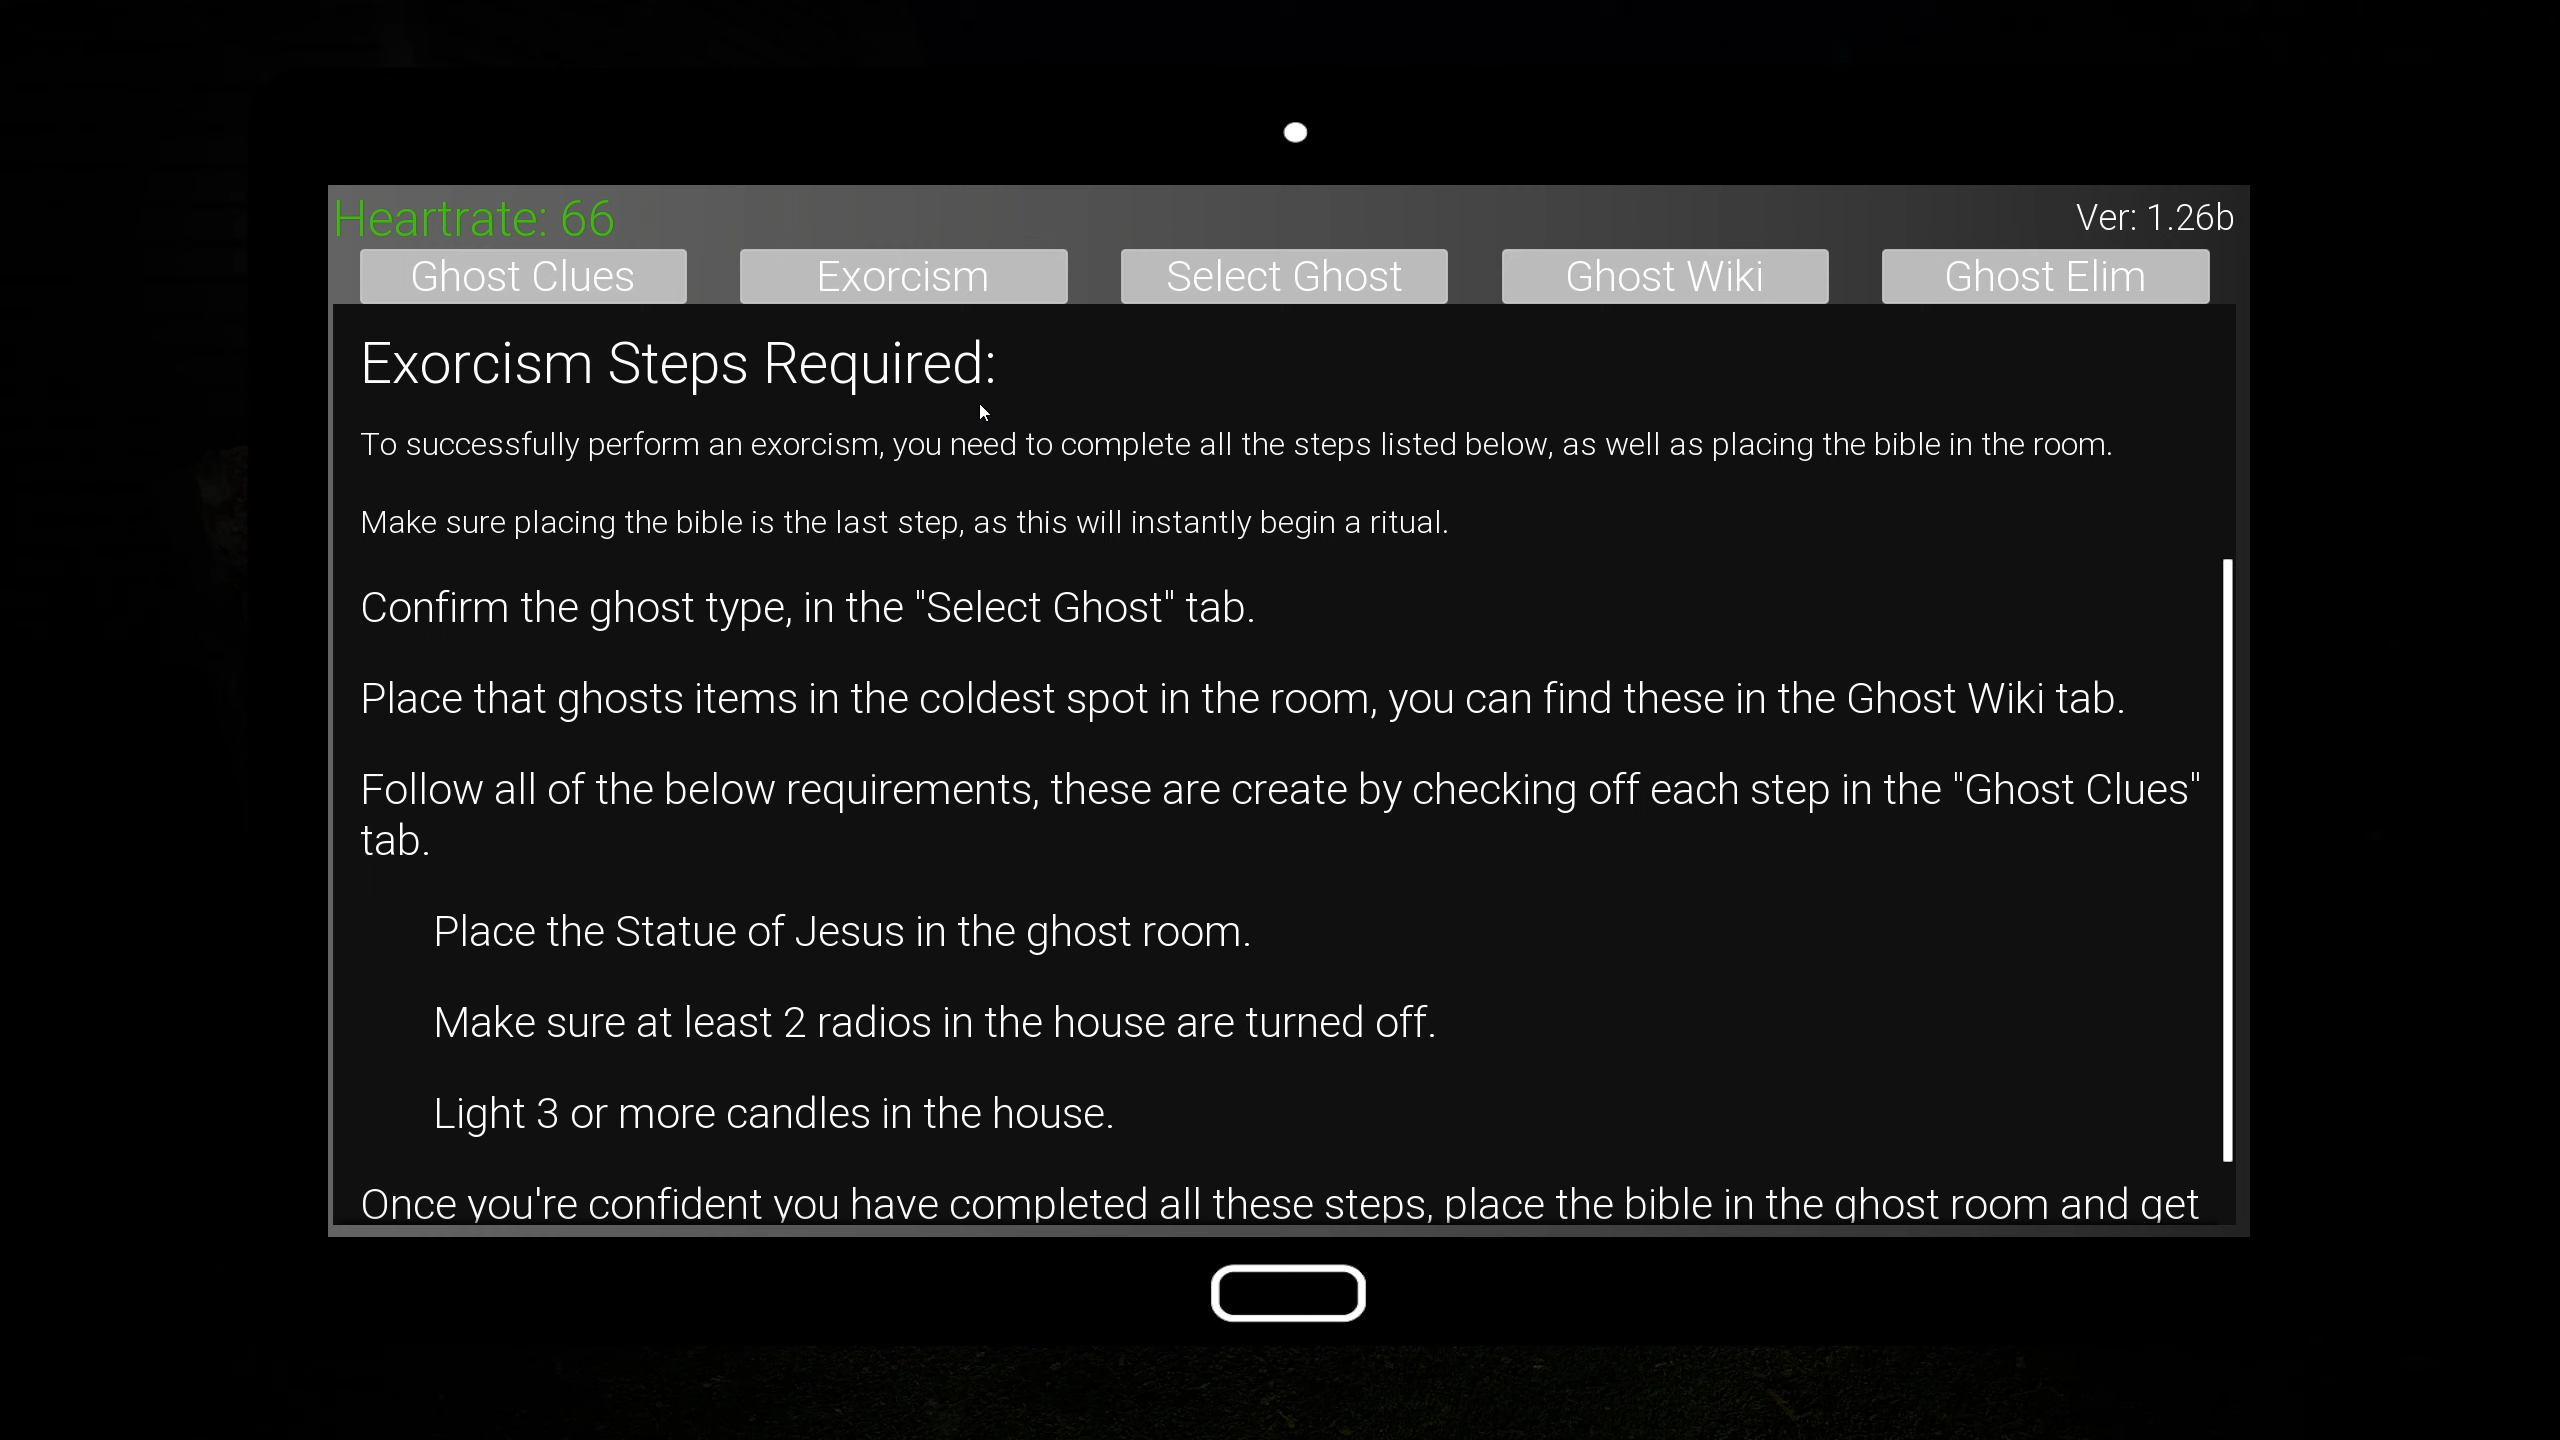 Heartrate: 66
Ver: 1.26b
Ghost Clues
Exorcism
Select Ghost
Ghost Wiki
Ghost Elim
Exorcism Steps Required:
To successfully perform an exorcism, you need to complete all the steps listed below, as well as placing the bible in the room.
Make sure placing the bible is the last step, as this will instantly begin a ritual.
Confirm the ghost type, in the "Select Ghost" tab.
Place that ghosts items in the coldest spot in the room, you can find these in the Ghost Wiki tab.
Follow all of the below requirements, these are create by checking off each step in the "Ghost Clues"
tab.
Place the Statue of Jesus in the ghost room.
Make sure at least 2 radios in the house are turned off.
Light 3 or more candles in the house.
Once you're confident you have completed all these steps, place the bible in the ghost room and get